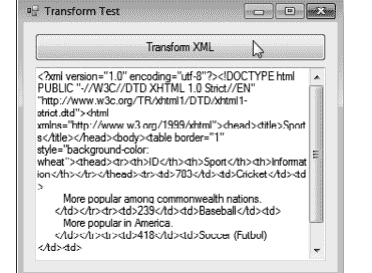 Transform Test
Transform XML
<?xml version="1.0" encoding="utf-8"?><!DOCTYPE html
PUBLIC "-//W3C//DTD XHTML 1.0 Strict//EN"
"http://www.w3c.org/TR/xhtml1/DTD/xhtml1-
strict.dtd"><html
xmlns="http://www.w3.org/1999/xhtml"><head><title>Sport
s</title></head><body><table border="1"
style="background-color:
wheat"><thead><tr><th>ID</th><th>Sport</th><th>Informat
ion</th></tr></thead><tr><td>783</td><td>Cricket</td><td
>
More popular among commonwealth nations.
</td></tr><tr><td>239</td><td>Baseball</td><td>
More popular in America.
</td></tr><tr><td>418</td><td>Soccer (Futbol)
</td><td>